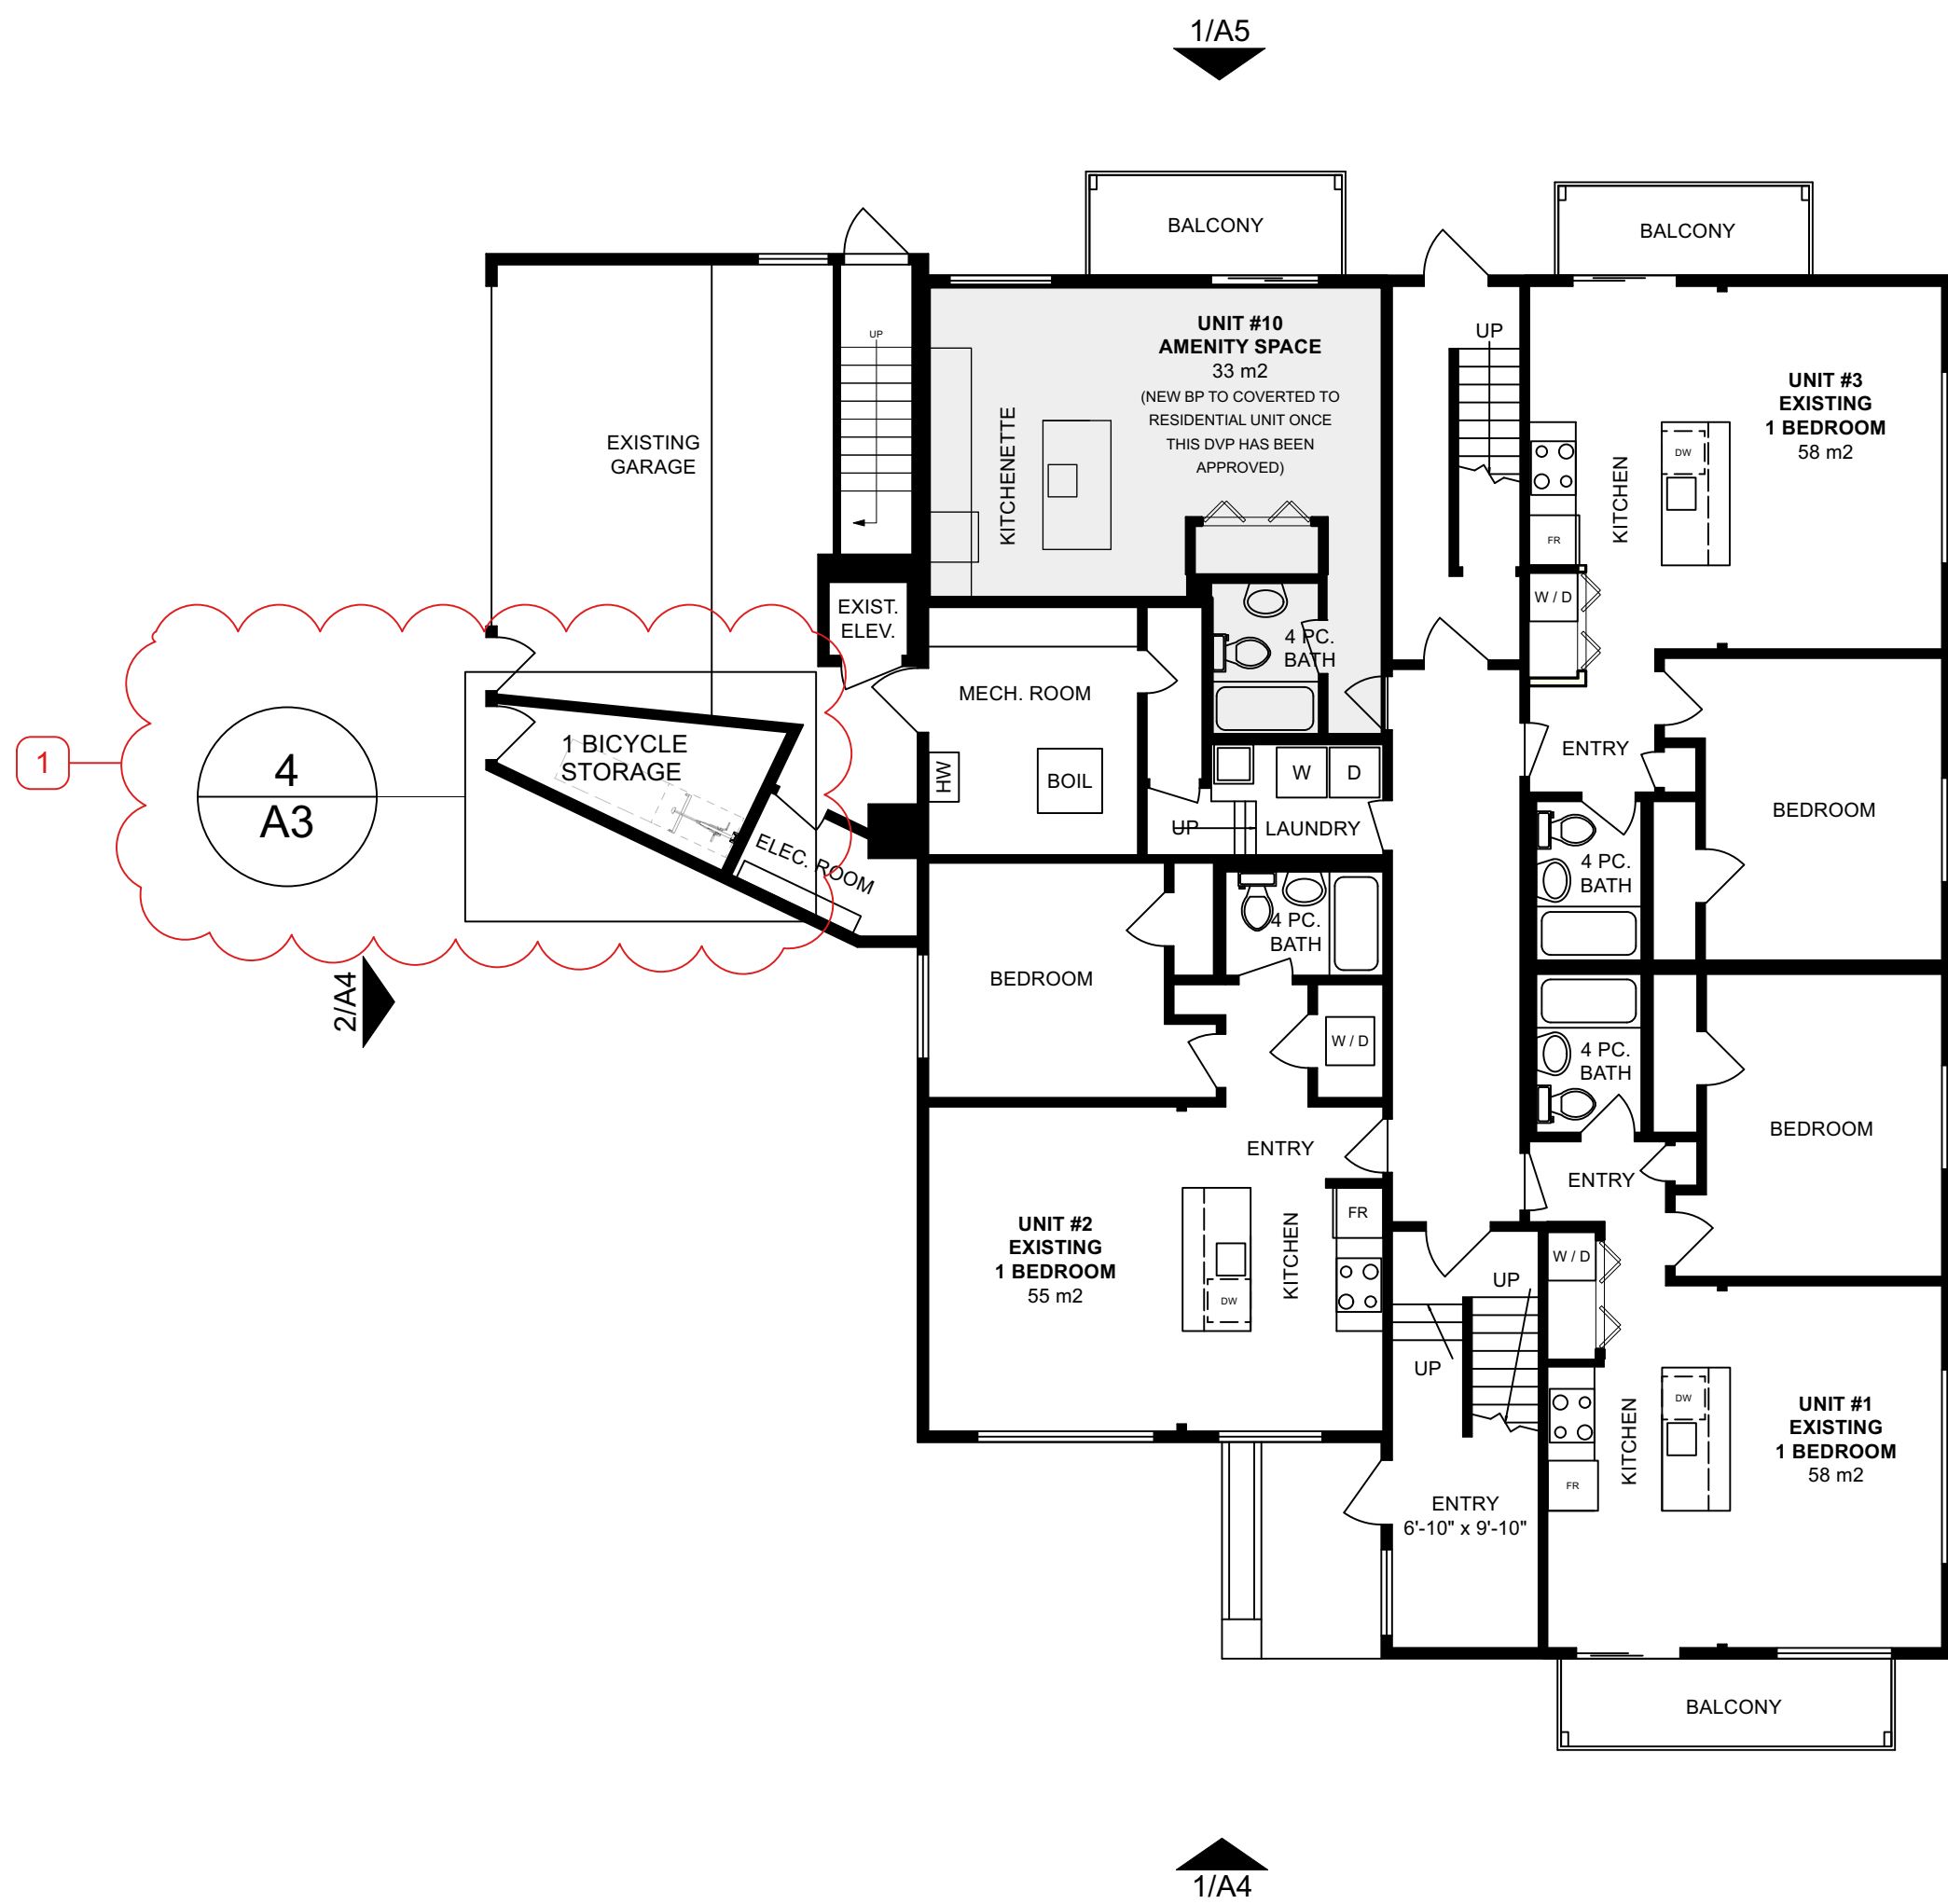 1/A5
BALCONY
BALCONY
UP
UNIT #10
AMENITY SPACE
33 m2
(NEW BP TO COVERTED TO
RESIDENTIAL UNIT ONCE
THIS DVP HAS BEEN
APPROVED)
KITCHENETTE
UP
UNIT #3
EXISTING
1 BEDROOM
58 m2
EXISTING
GARAGE
KITCHEN
DW
FR
W / D
EXIST.
ELEV.
4 PC.
BATH
MECH. ROOM
1
4
A3
1 BICYCLE
STORAGE
ELEC. ROOM
HW
BOIL
W
D
UP
LAUNDRY
ENTRY
BEDROOM
4 PC.
BATH
4 PC.
BATH
BEDROOM
2/A4
W / D
4 PC.
BATH
BEDROOM
ENTRY
ENTRY
UNIT #2
EXISTING
1 BEDROOM
55 m2
KITCHEN
FR
DW
W / D
UP
UP
KITCHEN
DW
FR
UNIT #1
EXISTING
1 BEDROOM
58 m2
ENTRY
6'-10" x 9'-10"
BALCONY
1/A4